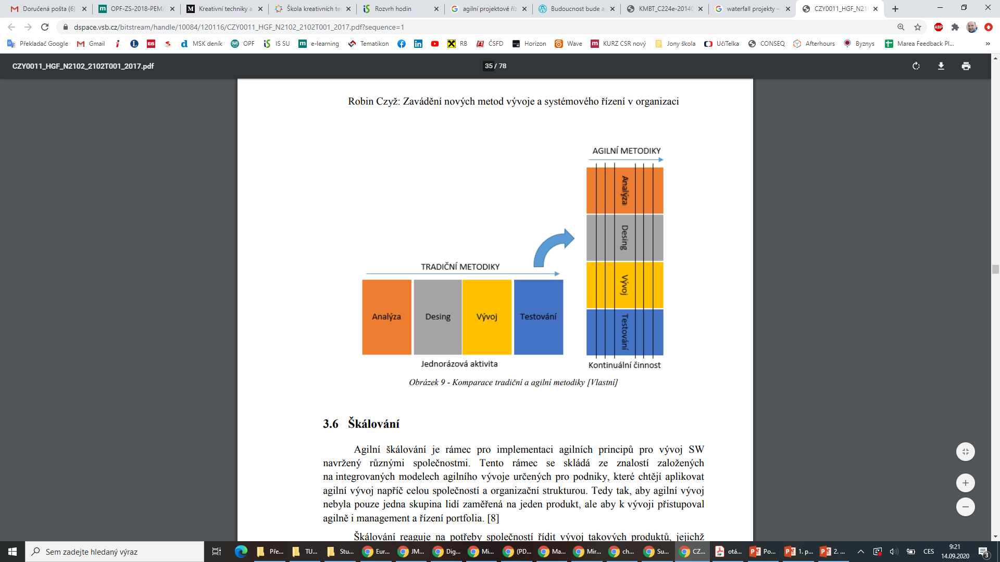 Doručená pošta (6)
OPF-ZS-2018-PEM/
Kreativní techniky a
Škola kreativních te
Rozvrh hodin
agilní projektové říz
Budoucnost bude a
KMBT_C224e-2014
waterfall projekty –
CZY0011_HGF_N21
dspace.vsb.cz/bitstream/handle/10084/120116/CZY0011_HGF_N2102_2102T001_2017.pdf?sequence=1
Překladač Google
Gmail
MSK deník
OPF
IS SU
e-learning
Tematikon
RB
ČSFD
Horizon
Wave
KURZ CSR nový
Jony škola
UčíTelka
CONSEQ
Afterhours
Byznys
Marea Feedback Pl...
»
CZY0011_HGF_N2102_2102T001_2017.pdf
35 / 78
Robin Czyž: Zavádění nových metod vývoje a systémového řízení v organizaci
AGILNÍ METODIKY
Analýza
Desing
Vývoj
Testování
Kontinuální činnost
TRADIČNÍ METODIKY
Analýza
Desing
Vývoj
Testování
Jednorázová aktivita
Obrázek 9 - Komparace tradiční a agilní metodiky [Vlastní]
3.6 Škálování
Agilní škálování je rámec pro implementaci agilních principů pro vývoj SW
navržený různými společnostmi. Tento rámec se skládá ze znalostí založených
na integrovaných modelech agilního vývoje určených pro podniky, které chtějí aplikovat
agilní vývoj napříč celou společností a organizační strukturou. Tedy tak, aby agilní vývoj
nebyla pouze jedna skupina lidí zaměřená na jeden produkt, ale aby k vývoji přistupoval
agilně i management a řízení portfolia. [8]
Škálování reaguje na potřeby společností řídit vývoj takových produktů, jejichž
Sem zadejte hledaný výraz
Pře...
TU...
Stu...
Eur...
JM...
Dig...
Mi...
(PD...
Ma...
Mir...
ch...
Su...
CZ...
otá...
Po...
1. p...
2. ...
CES
9:21
14.09.2020
3